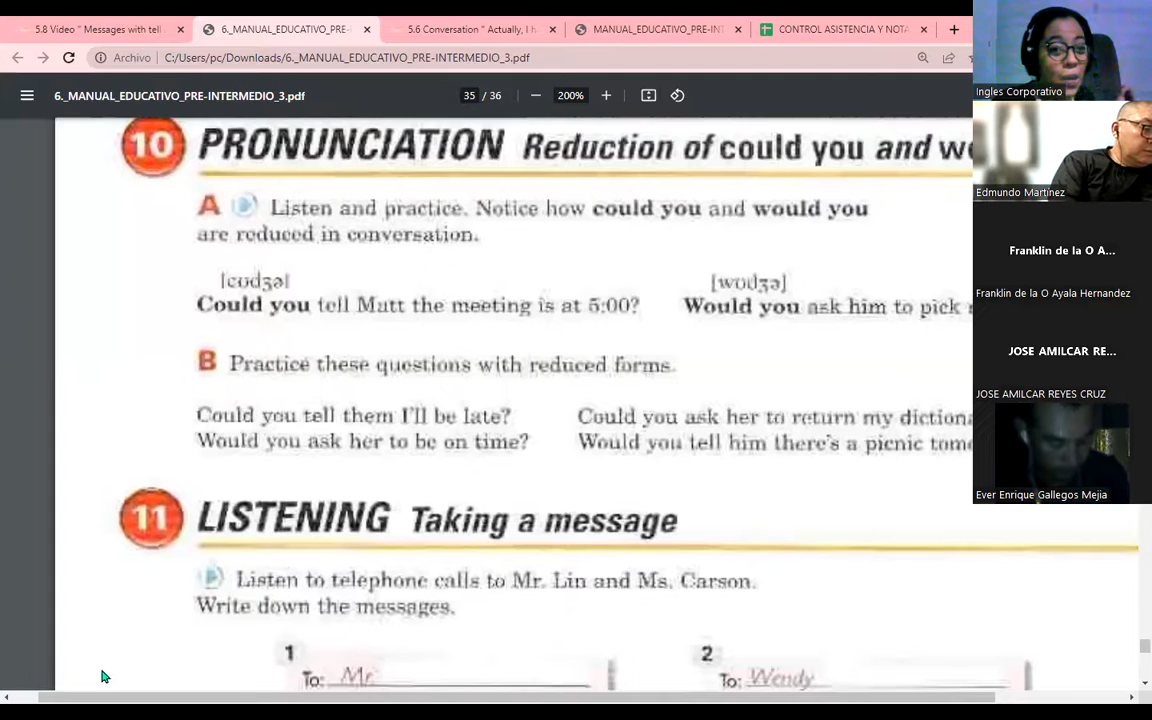 5.8 Video " Messages with tell
6._MANUAL_EDUCATIVO_PRE-
5.6 Conversation " Actually, I h
MANUAL_EDUCATIVO_PRE-INT
CONTROL ASISTENCIA Y NOTA
Archivo
C:/Users/pc/Downloads/6._MANUAL_EDUCATIVO_PRE-INTERMEDIO_3.pdf
6._MANUAL_EDUCATIVO_PRE-INTERMEDIO_3.pdf
35 / 36
200%
10 PRONUNCIATION Reduction of could you and
A Listen and practice. Notice how could you and would you
are reduced in conversation.
[cʊdʒə] [wʊdʒə]
Could you tell Matt the meeting is at 5:00? Would you ask him to pick
B Practice these questions with reduced forms.
Could you tell them I'll be late? Could you ask her to return my dictiona
Would you ask her to be on time? Would you tell him there's a picnic tomo
11 LISTENING Taking a message
Listen to telephone calls to Mr. Lin and Ms. Carson.
Write down the messages.
1 2
To: Mr. To: Wendy
Ingles Corporativo
Edmundo Martínez
Franklin de la O A...
Franklin de la O Ayala Hernandez
JOSE AMILCAR RE...
JOSE AMILCAR REYES CRUZ
Ever Enrique Gallegos Mejia